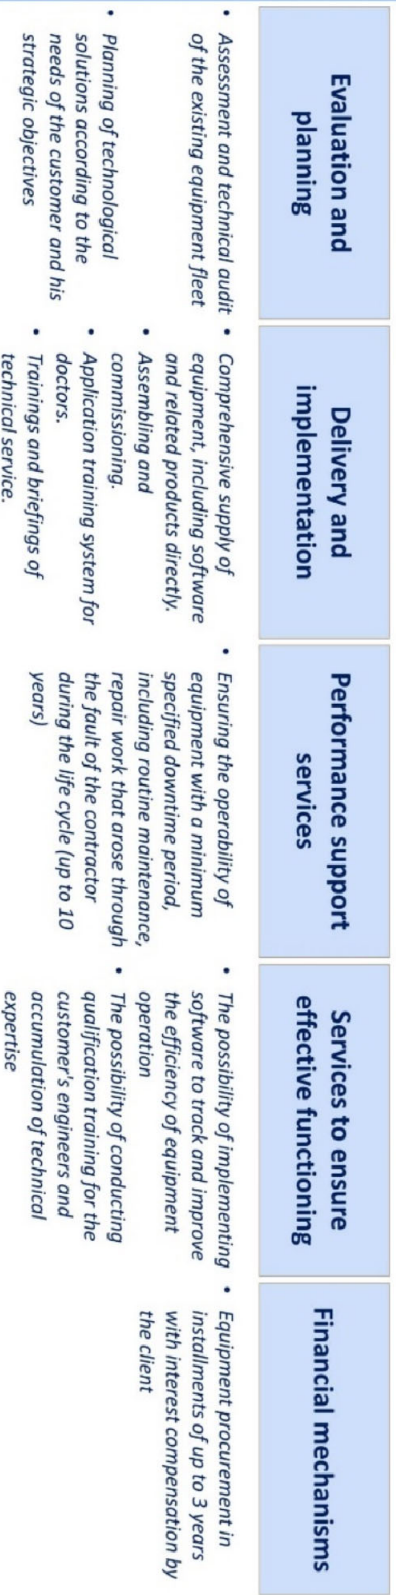 Evaluation and
planning
• Assessment and technical audit
of the existing equipment fleet
• Planning of technological
solutions according to the
needs of the customer and his
strategic objectives
Delivery and
implementation
• Comprehensive supply of
equipment, including software
and related products directly.
• Assembling and
commissioning.
• Application training system for
doctors.
• Trainings and briefings of
technical service.
Performance support
services
• Ensuring the operability of
equipment with a minimum
specified downtime period,
including routine maintenance,
repair work that arose through
the fault of the contractor
during the life cycle (up to 10
years)
Services to ensure
effective functioning
• The possibility of implementing
software to track and improve
the efficiency of equipment
operation
• The possibility of conducting
qualification training for the
customer's engineers and
accumulation of technical
expertise
Financial mechanisms
• Equipment procurement in
installments of up to 3 years
with interest compensation by
the client